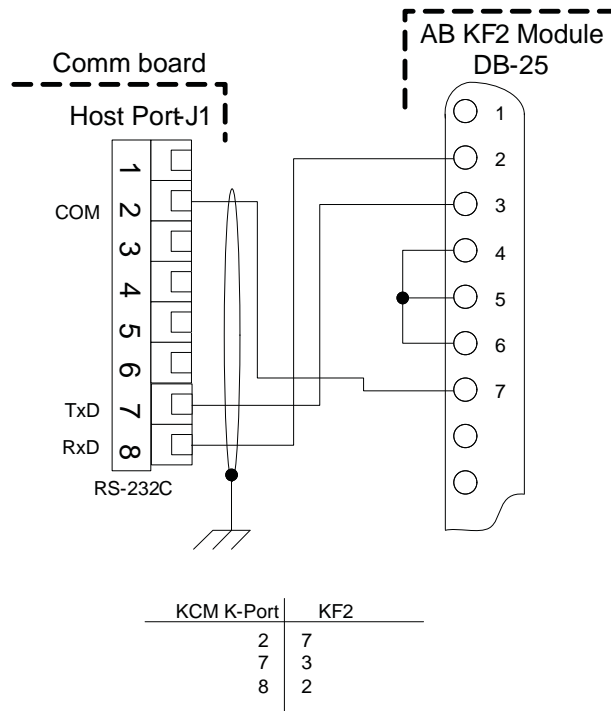 AB KF2 Module
DB-25
Comm board
Host Port-J1
1
2
3
4
5
6
7
8
COM
TxD
RxD
RS-232C
1
2
3
4
5
6
7
KCM K-Port KF2
2 7
7 3
8 2